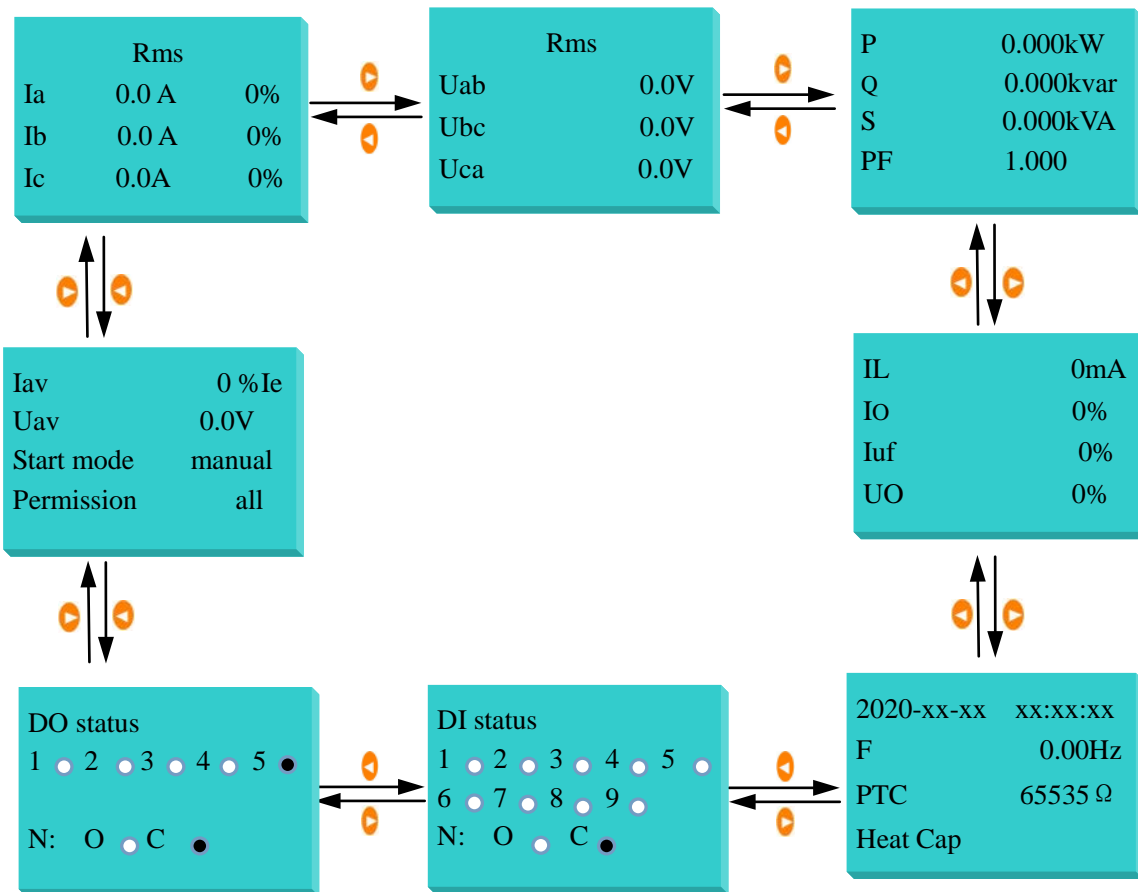 Rms
Ia 0.0 A 0%
Ib 0.0 A 0%
Ic 0.0A 0%
Rms
Uab 0.0V
Ubc 0.0V
Uca 0.0V
P 0.000kW
Q 0.000kvar
S 0.000kVA
PF 1.000
Iav 0 %Ie
Uav 0.0V
Start mode manual
Permission all
IL 0mA
IO 0%
Iuf 0%
UO 0%
DO status
1 2 3 4 5
N: O C
DI status
1 2 3 4 5
6 7 8 9
N: O C
2020-xx-xx xx:xx:xx
F 0.00Hz
PTC 65535 Ω
Heat Cap